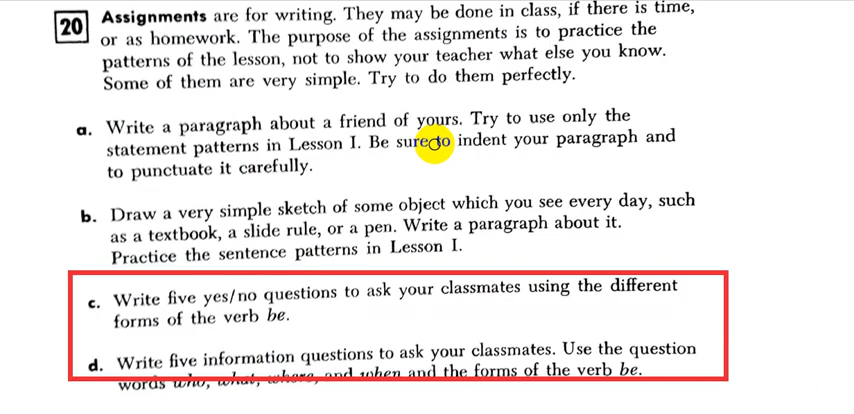 20 Assignments are for writing. They may be done in class, if there is time,
or as homework. The purpose of the assignments is to practice the
patterns of the lesson, not to show your teacher what else you know.
Some of them are very simple. Try to do them perfectly.
a. Write a paragraph about a friend of yours. Try to use only the
statement patterns in Lesson I. Be sure to indent your paragraph and
to punctuate it carefully.
b. Draw a very simple sketch of some object which you see every day, such
as a textbook, a slide rule, or a pen. Write a paragraph about it.
Practice the sentence patterns in Lesson I.
c. Write five yes/no questions to ask your classmates using the different
forms of the verb be.
d. Write five information questions to ask your classmates. Use the question
words who, what, where, and when and the forms of the verb be.